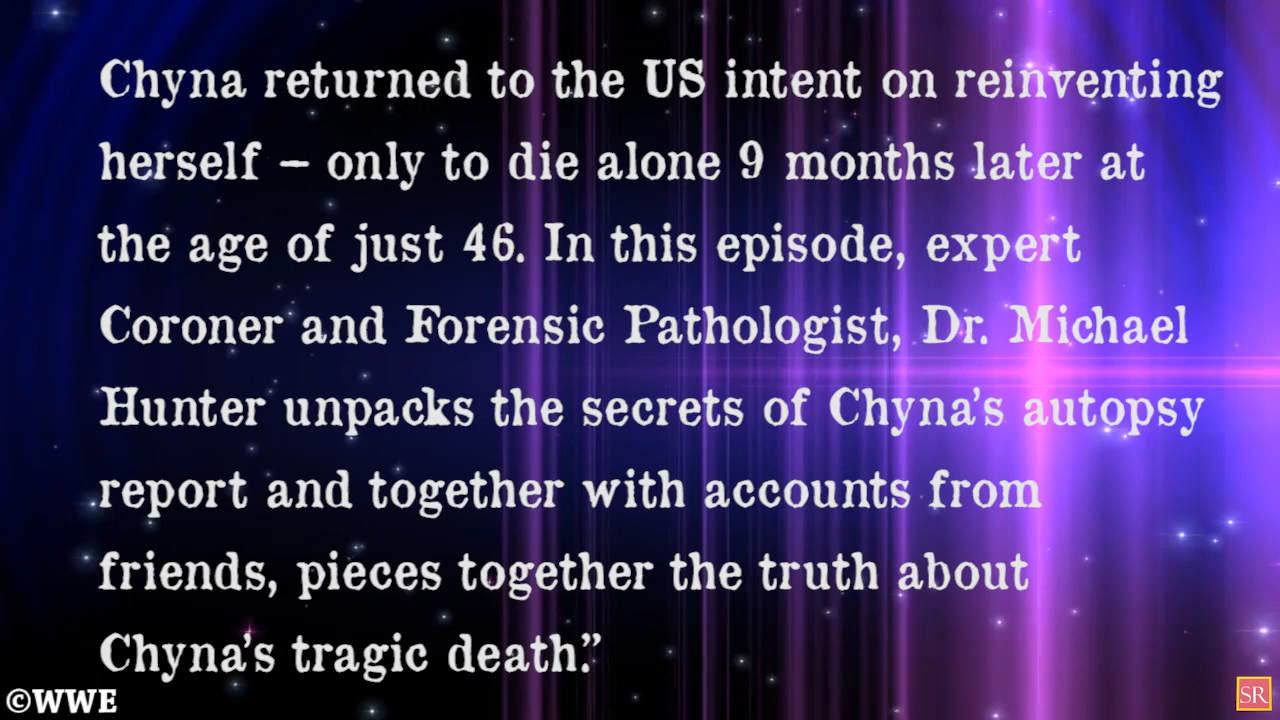 Chyna returned to the US intent on reinventing
herself – only to die alone 9 months later at
the age of just 46. In this episode, expert
Coroner and Forensic Pathologist, Dr. Michael
Hunter unpacks the secrets of Chyna’s autopsy
report and together with accounts from
friends, pieces together the truth about
Chyna’s tragic death.”
©WWE
SR